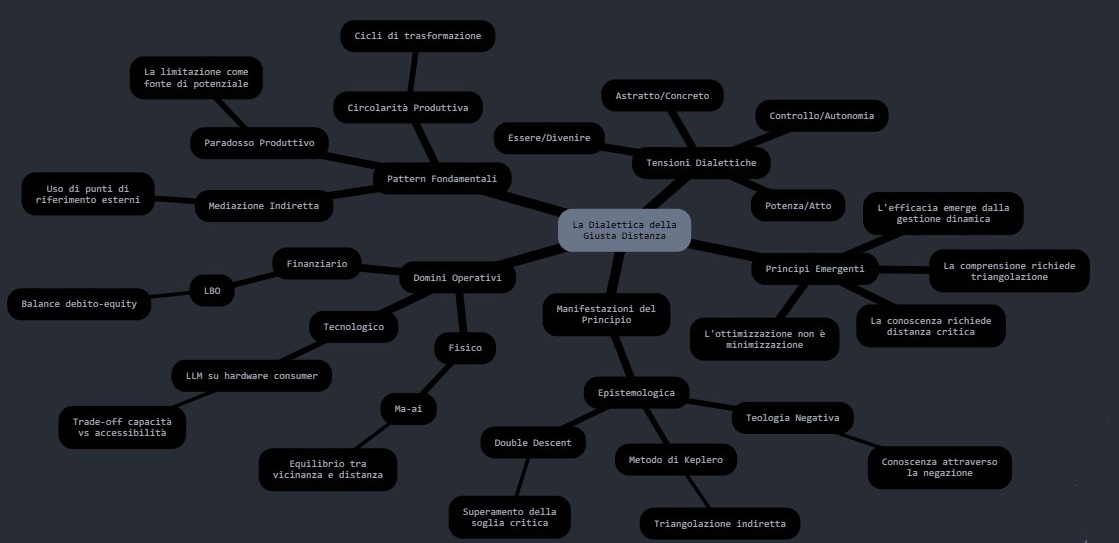 Cicli di trasformazione
La limitazione come
fonte di potenziale
Circolarità Produttiva
Paradosso Produttivo
Pattern Fondamentali
Uso di punti di
riferimento esterni
Mediazione Indiretta
Astratto/Concreto
Controllo/Autonomia
Essere/Divenire
Tensioni Dialettiche
Potenza/Atto
La Dialettica della
Giusta Distanza
L'efficacia emerge dalla
gestione dinamica
Principi Emergenti
La comprensione richiede
triangolazione
La conoscenza richiede
distanza critica
L'ottimizzazione non è
minimizzazione
Finanziario
Domini Operativi
LBO
Balance debito-equity
Tecnologico
Fisico
LLM su hardware consumer
Trade-off capacità
vs accessibilità
Ma-ai
Equilibrio tra
vicinanza e distanza
Manifestazioni del
Principio
Epistemologica
Teologia Negativa
Double Descent
Metodo di Keplero
Conoscenza attraverso
la negazione
Superamento della
soglia critica
Triangolazione indiretta